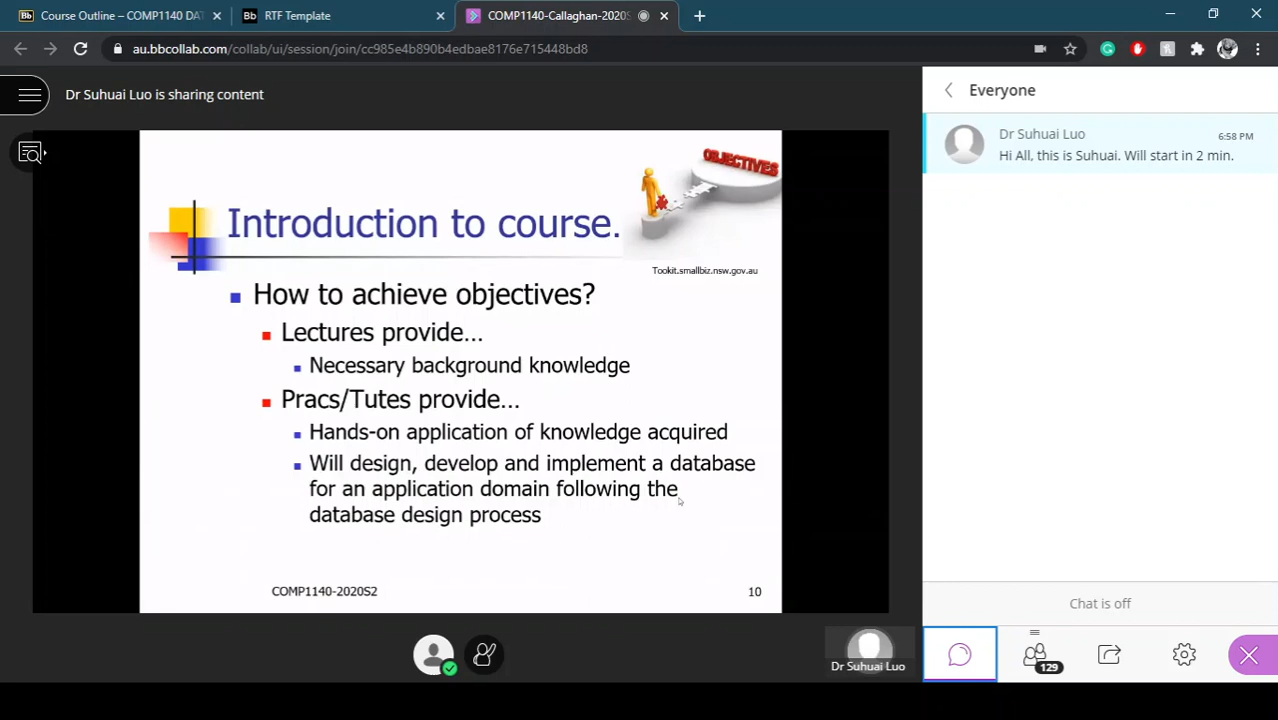 Course Outline – COMP1140 DAT
RTF Template
COMP1140-Callaghan-2020S
au.bbcollab.com/collab/ui/session/join/cc985e4b890b4edbae8176e715448bd8
Dr Suhuai Luo is sharing content
OBJECTIVES
Introduction to course.
Tookit.smallbiz.nsw.gov.au
How to achieve objectives?
Lectures provide...
Necessary background knowledge
Pracs/Tutes provide...
Hands-on application of knowledge acquired
Will design, develop and implement a database
for an application domain following the
database design process
COMP1140-2020S2
10
Dr Suhuai Luo
Everyone
Dr Suhuai Luo
6:58 PM
Hi All, this is Suhuai. Will start in 2 min.
Chat is off
129